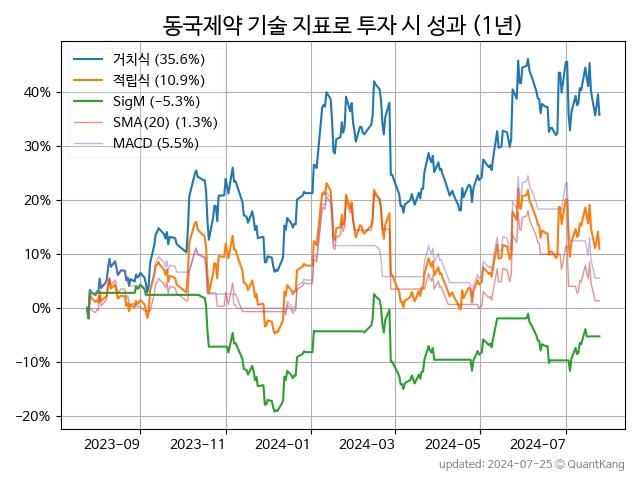 동국제약 기술 지표로 투자 시 성과 (1년)
거치식 (35.6%)
적립식 (10.9%)
SigM (−5.3%)
SMA(20) (1.3%)
MACD (5.5%)
40%
30%
20%
10%
0%
−10%
−20%
2023-09 2023-11 2024-01 2024-03 2024-05 2024-07
updated: 2024-07-25 © QuantKang